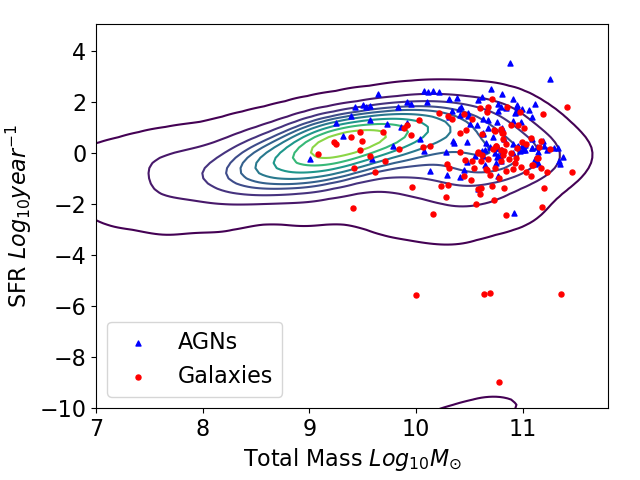 SFR Log₁₀year⁻¹
4
2
0
−2
−4
−6
−8
−10
AGNs
Galaxies
7 8 9 10 11
Total Mass Log₁₀M⊙